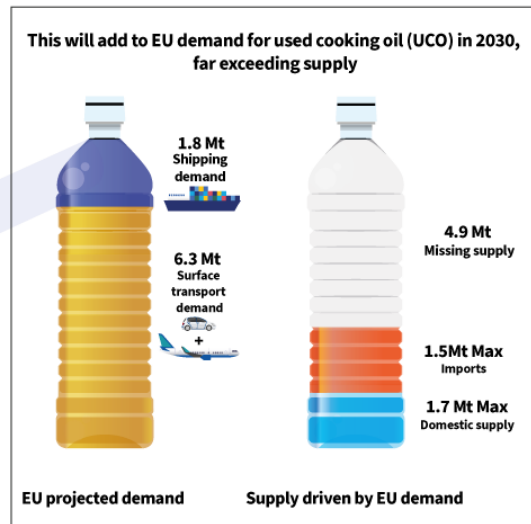 This will add to EU demand for used cooking oil (UCO) in 2030,
far exceeding supply
1.8 Mt
Shipping
demand
6.3 Mt
Surface
transport
demand
+
4.9 Mt
Missing supply
1.5Mt Max
Imports
1.7 Mt Max
Domestic supply
EU projected demand
Supply driven by EU demand